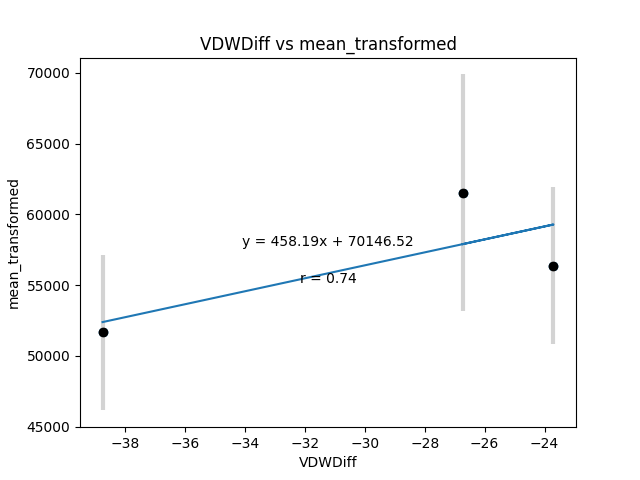 VDWDiff vs mean_transformed
70000
65000
60000
55000
50000
45000
mean_transformed
y = 458.19x + 70146.52
r = 0.74
−38
−36
−34
−32
−30
−28
−26
−24
VDWDiff